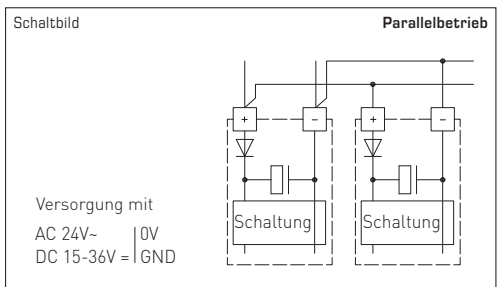 Schaltbild
Parallelbetrieb
+ – + –
Schaltung Schaltung
Versorgung mit
AC 24V~ | 0V
DC 15-36V = | GND